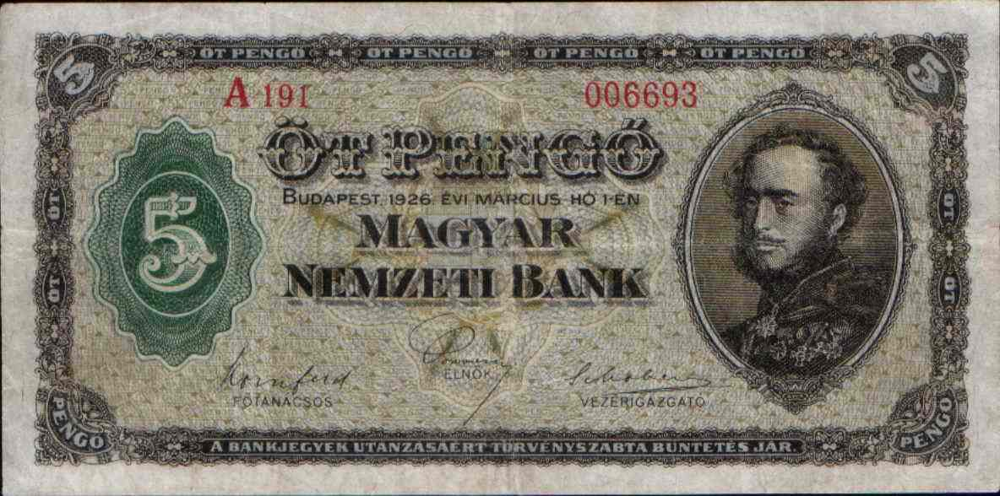 5 ÖT PENGŐ ÖT PENGŐ ÖT PENGŐ ÖT PENGŐ 5
A 191 006693
ÖT PENGŐ
BUDAPEST, 1926. ÉVI MÁRCIUS HÓ 1-ÉN
MAGYAR
5 NEMZETI BANK
ÖT ÖT ÖT ÖT
Kornfeld
FŐTANÁCSOS
ELNÖK
VEZÉRIGAZGATÓ
PENGŐ PENGŐ
A BANKJEGYEK UTÁNZÁSÁÉRT TÖRVÉNYSZABTA BÜNTETÉS JÁR.